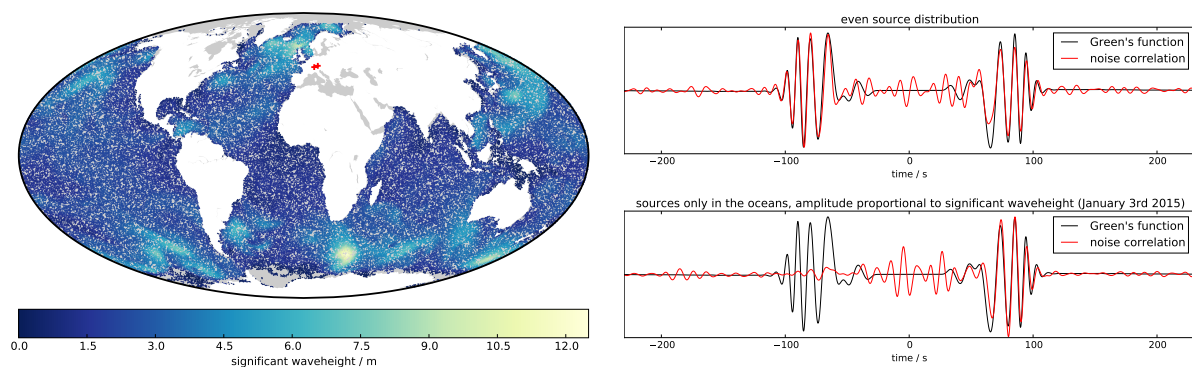 0.0 1.5 3.0 4.5 6.0 7.5 9.0 10.5 12.0
significant waveheight / m
even source distribution
Green's function
noise correlation
−200 −100 0 100 200
time / s
sources only in the oceans, amplitude proportional to significant waveheight (January 3rd 2015)
Green's function
noise correlation
−200 −100 0 100 200
time / s